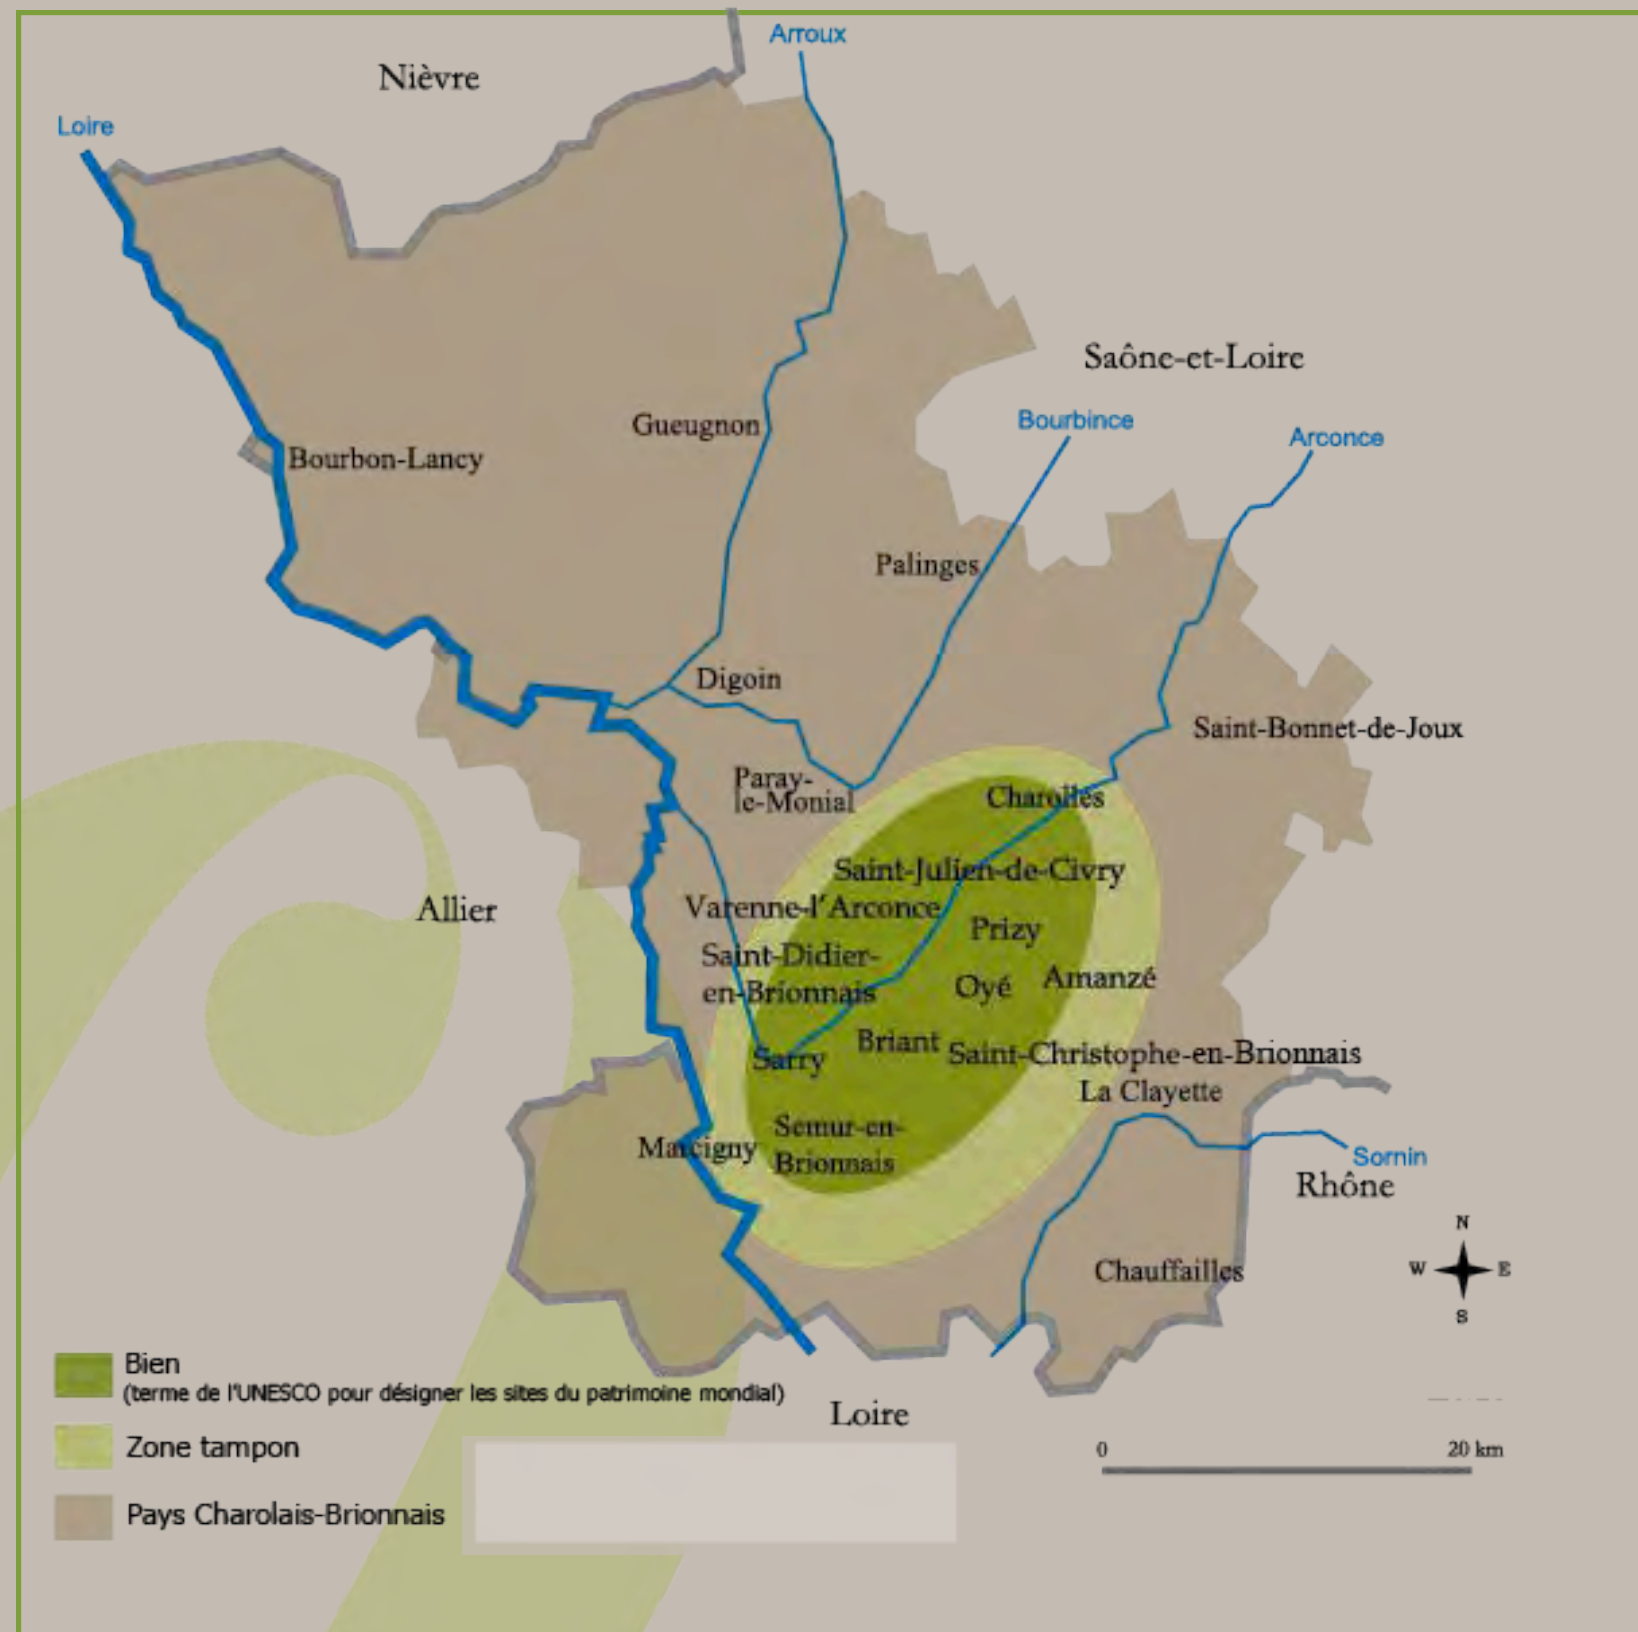 Arroux
Nièvre
Loire
Saône-et-Loire
Bourbince
Arconce
Gueugnon
Bourbon-Lancy
Palinges
Digoin
Saint-Bonnet-de-Joux
Paray-
le-Monial
Charolles
Saint-Julien-de-Civry
Allier
Varenne-l'Arconce
Prizy
Saint-Didier-
en-Brionnais
Oyé
Amanzé
Briant
Saint-Christophe-en-Brionnais
Sarry
La Clayette
Semur-en-
Brionnais
Marcigny
Sornin
Rhône
N
W
E
S
Chauffailles
Bien
(terme de l'UNESCO pour désigner les sites du patrimoine mondial)
Loire
Zone tampon
0 20 km
Pays Charolais-Brionnais